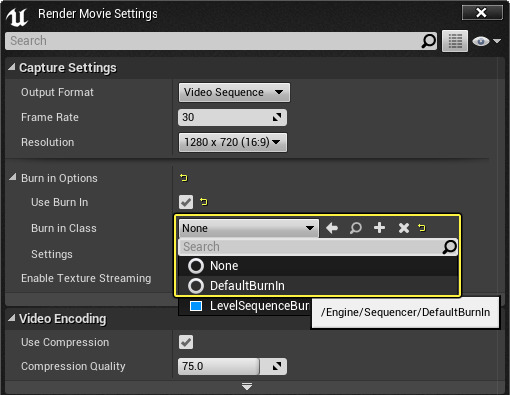 Render Movie Settings
Search
Capture Settings
Output Format Video Sequence
Frame Rate 30
Resolution 1280 x 720 (16:9)
Burn in Options
Use Burn In
Burn in Class None
Search
Settings
None
Enable Texture Streaming
DefaultBurnIn
LevelSequenceBur
/Engine/Sequencer/DefaultBurnIn
Video Encoding
Use Compression
Compression Quality 75.0